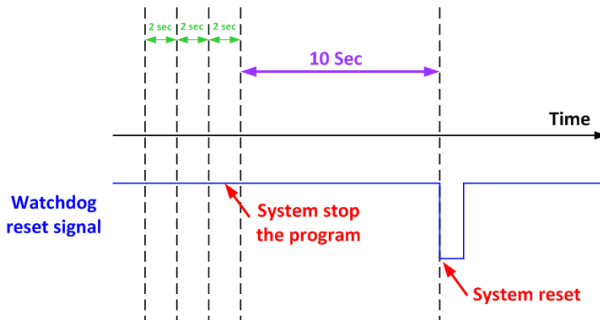 2 sec 2 sec 2 sec
10 Sec
Time
Watchdog
reset signal
System stop
the program
System reset